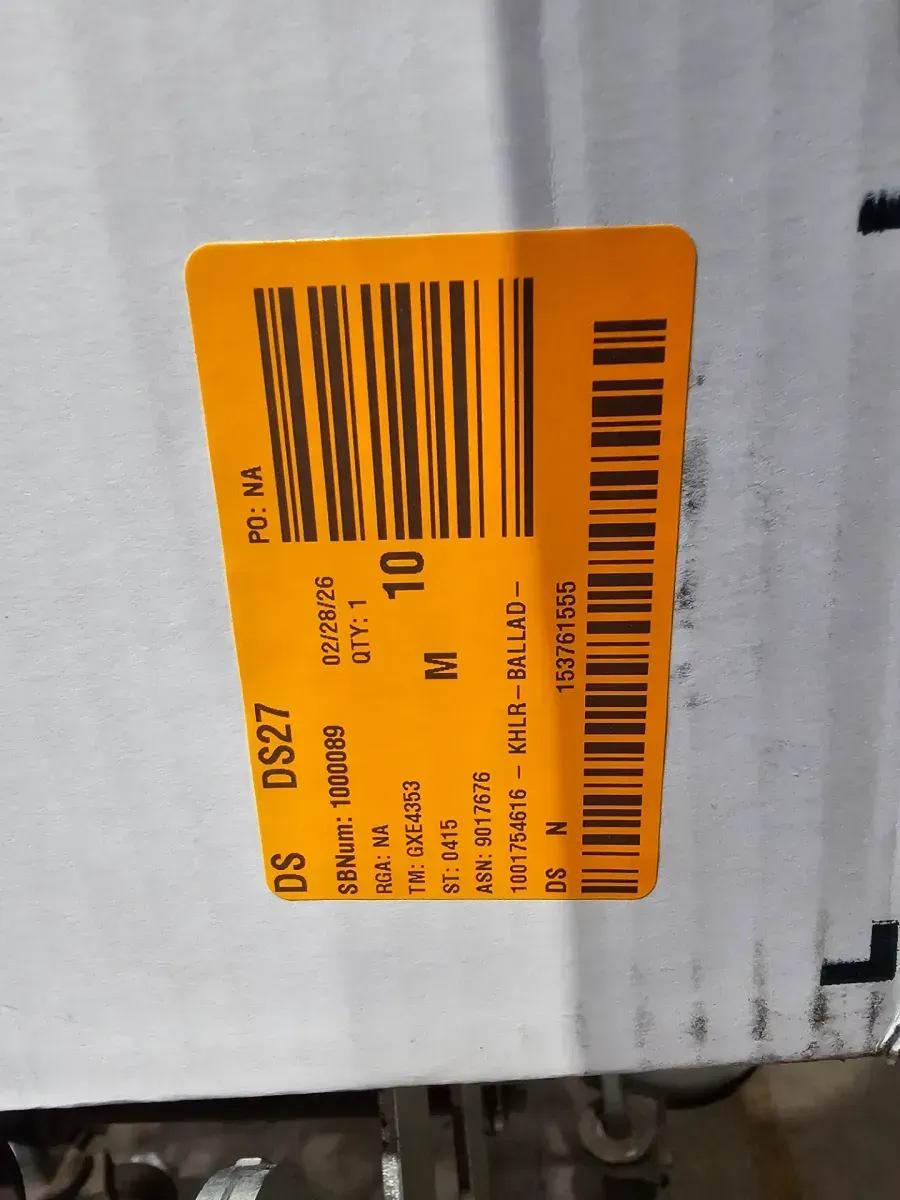 DS DS27 PO: NA
SBNum: 1000089 02/28/26
RGA: NA QTY: 1
TM: GXE4353 10
ST: 0415 M
ASN: 9017676
1001754616 – KHLR–BALLAD–
DS N 153761555